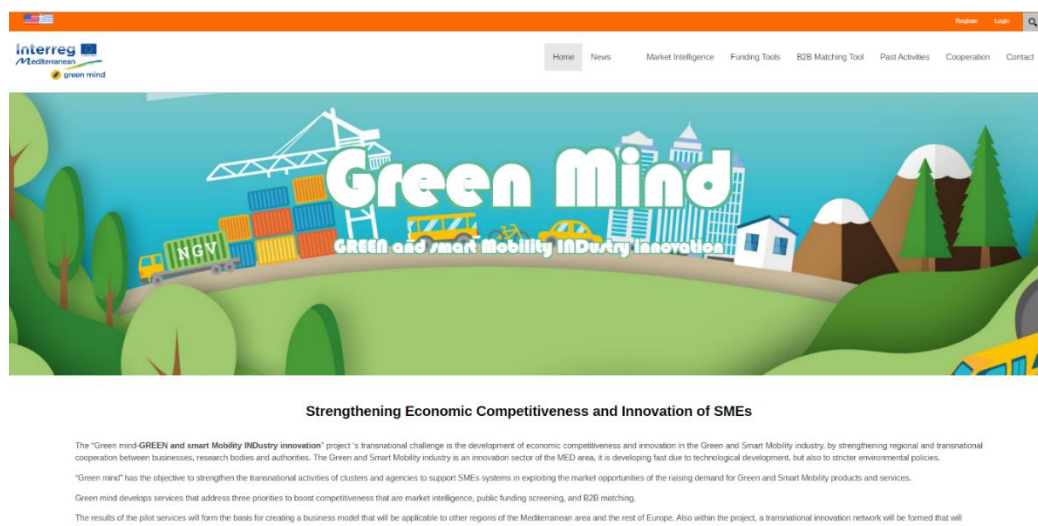 Register Login
Interreg
Mediterranean
green mind
Home News Market Intelligence Funding Tools B2B Matching Tool Past Activities Cooperation Contact
Green Mind
GREEN and smart Mobility INDustry innovation
NGV
Strengthening Economic Competitiveness and Innovation of SMEs
The "Green mind-GREEN and smart Mobility INDustry innovation" project 's transnational challenge is the development of economic competitiveness and innovation in the Green and Smart Mobility industry, by strengthening regional and transnational
cooperation between businesses, research bodies and authorities. The Green and Smart Mobility industry is an innovation sector of the MED area, it is developing fast due to technological development, but also to stricter environmental policies.
"Green mind" has the objective to strengthen the transnational activities of clusters and agencies to support SMEs systems in exploiting the market opportunities of the raising demand for Green and Smart Mobility products and services.
Green mind develops services that address three priorities to boost competitiveness that are market intelligence, public funding screening, and B2B matching.
The results of the pilot services will form the basis for creating a business model that will be applicable to other regions of the Mediterranean area and the rest of Europe. Also within the project, a transnational innovation network will be formed that will